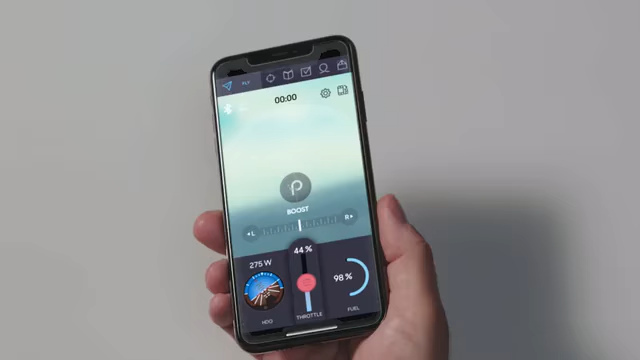 FLY
00:00
BOOST
◄L R►
44%
275 W
98%
HDG
THROTTLE
FUEL